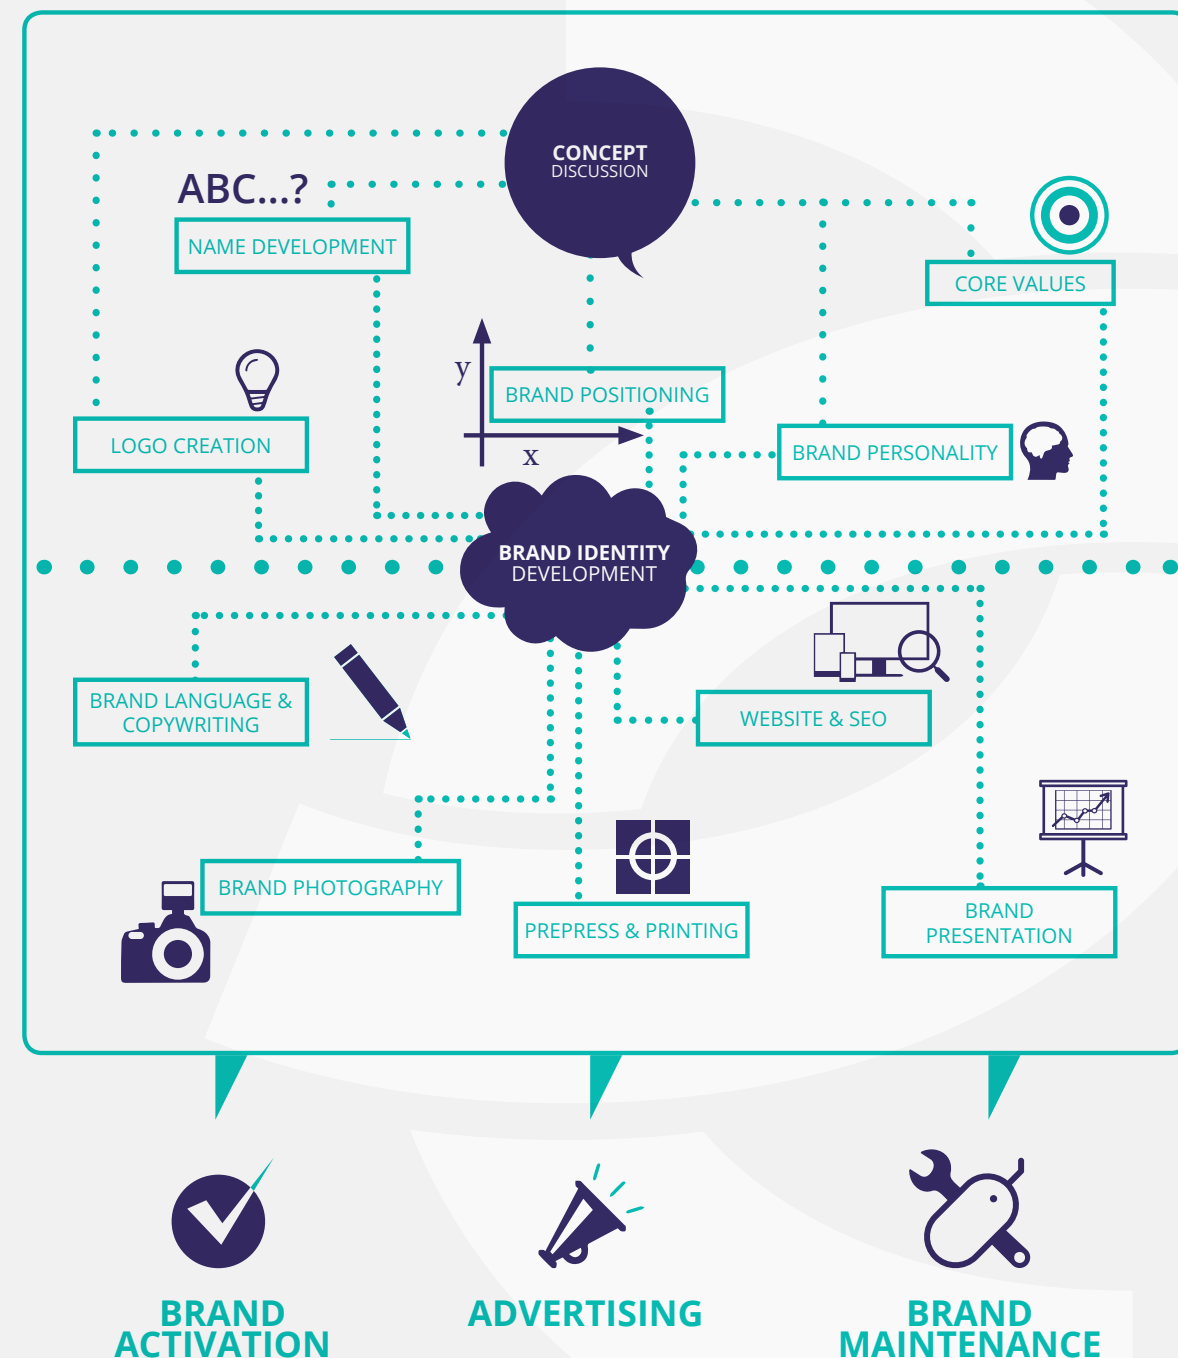 CONCEPT
DISCUSSION
ABC...?
NAME DEVELOPMENT
CORE VALUES
y
BRAND POSITIONING
x
LOGO CREATION
BRAND PERSONALITY
BRAND IDENTITY
DEVELOPMENT
BRAND LANGUAGE &
COPYWRITING
WEBSITE & SEO
BRAND PHOTOGRAPHY
PREPRESS & PRINTING
BRAND
PRESENTATION
BRAND
ACTIVATION
ADVERTISING
BRAND
MAINTENANCE